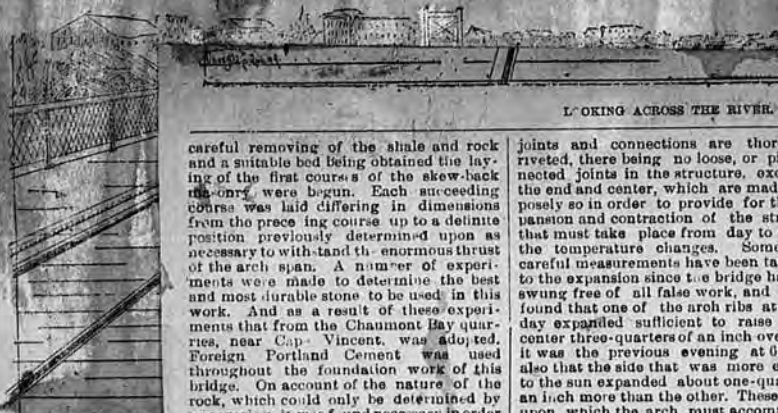 L OKING ACROSS THE RIVER.
careful removing of the shale and rock
and a suitable bed being obtained the lay-
ing of the first courses of the skew-back
masonry were begun. Each succeeding
course was laid differing in dimensions
from the prece ing course up to a definite
position previously determined upon as
necessary to with-tand th enormous thrust
of the arch span. A number of experi-
ments were made to determine the best
and most durable stone to be used in this
work. And as a result of these experi-
ments that from the Chaumont Bay quar-
ries, near Cape Vincent, was adopted.
Foreign Portland Cement was used
throughout the foundation work of this
bridge. On account of the nature of the
rock, which could only be determined by
joints and connections are thor
riveted, there being no loose, or p
nected joints in the structure, exc
the end and center, which are mad
posely so in order to provide for t
pansion and contraction of the st
that must take place from day to
the temperature changes. Som
careful measurements have been ta
to the expansion since the bridge h
swung free of all false work, and
found that one of the arch ribs at
day expanded sufficient to raise
center three-quarters of an inch ove
it was the previous evening at
also that the side that was more e
to the sun expanded about one-qu
an inch more than the other. These
upon which the arch must accom